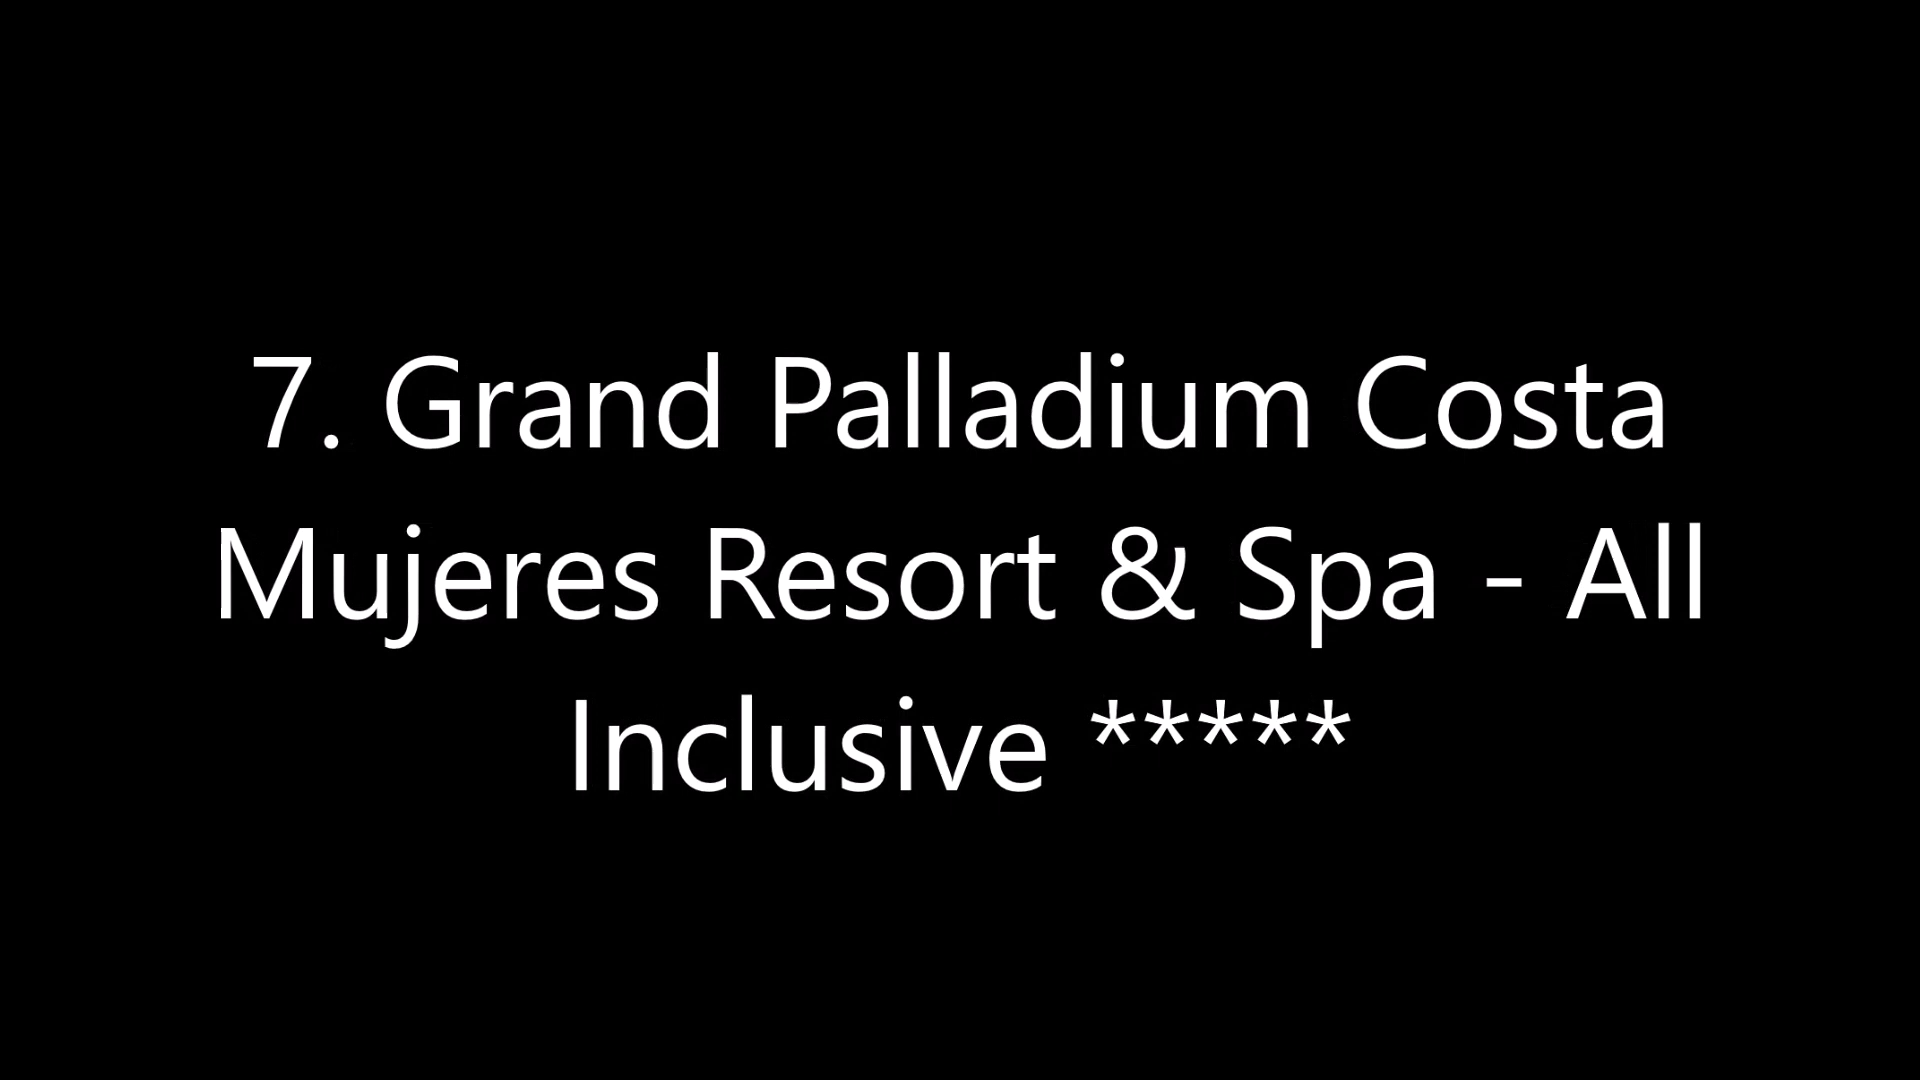 7. Grand Palladium Costa
Mujeres Resort & Spa - All
Inclusive *****